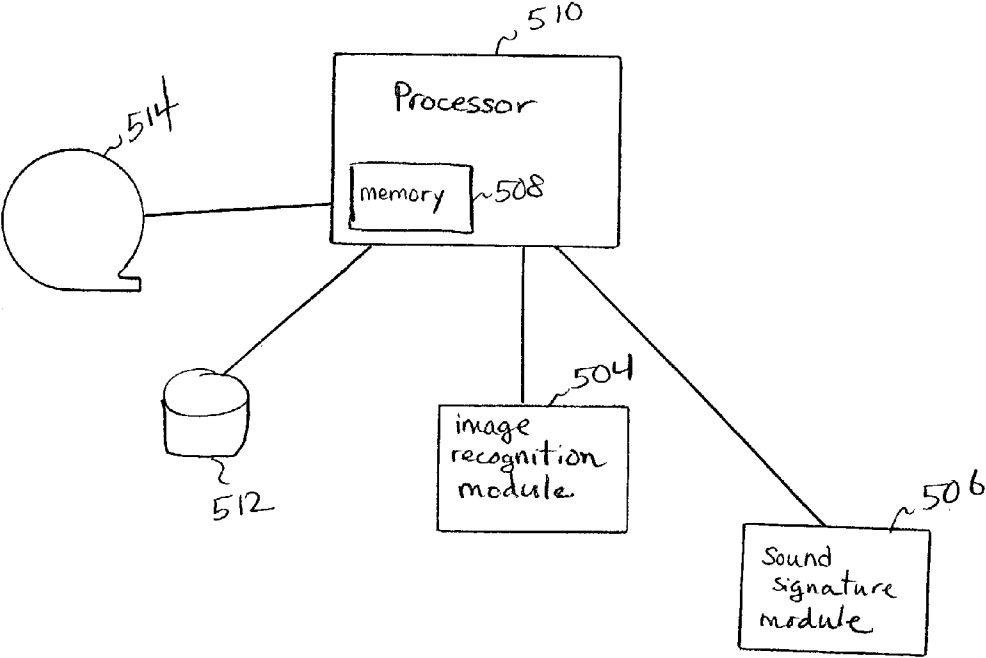 510
Processor
514
memory
508
504
image
recognition
module
512
506
Sound
signature
module